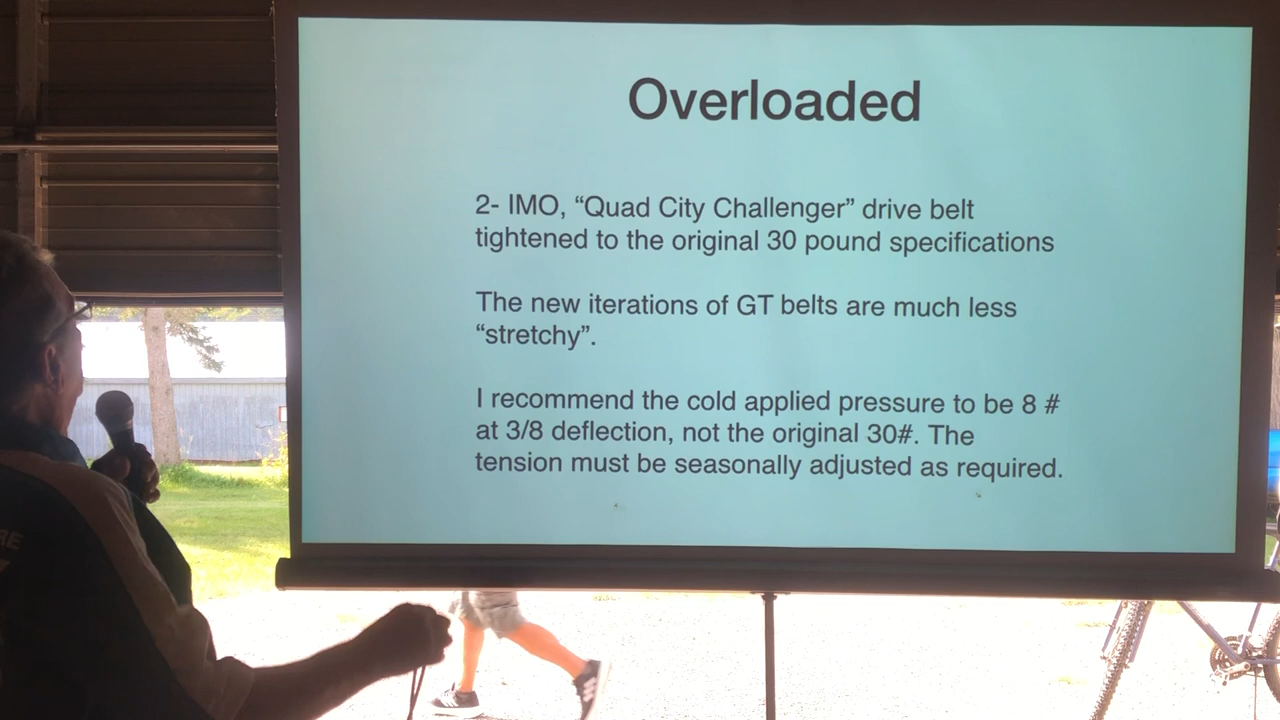 Overloaded
2- IMO, “Quad City Challenger” drive belt
tightened to the original 30 pound specifications
The new iterations of GT belts are much less
“stretchy”.
I recommend the cold applied pressure to be 8 #
at 3/8 deflection, not the original 30#. The
tension must be seasonally adjusted as required.
RE